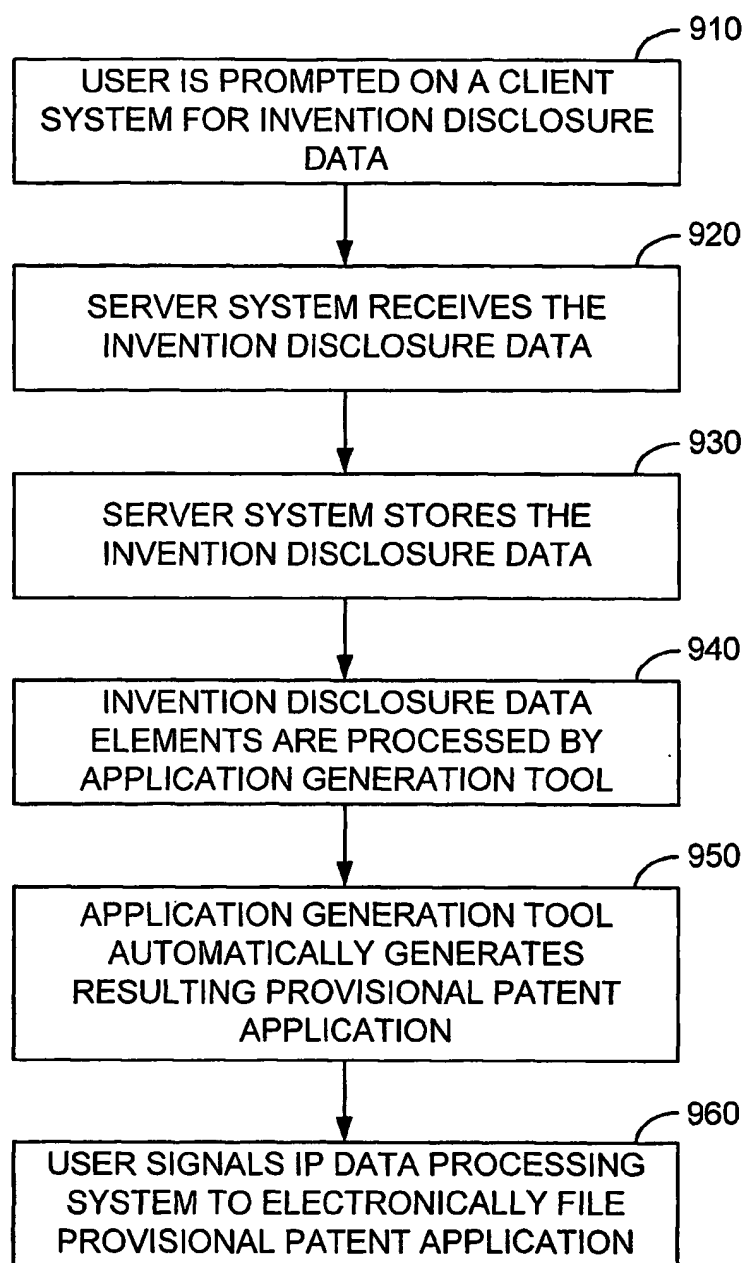 910
USER IS PROMPTED ON A CLIENT
SYSTEM FOR INVENTION DISCLOSURE
DATA
920
SERVER SYSTEM RECEIVES THE
INVENTION DISCLOSURE DATA
930
SERVER SYSTEM STORES THE
INVENTION DISCLOSURE DATA
940
INVENTION DISCLOSURE DATA
ELEMENTS ARE PROCESSED BY
APPLICATION GENERATION TOOL
950
APPLICATION GENERATION TOOL
AUTOMATICALLY GENERATES
RESULTING PROVISIONAL PATENT
APPLICATION
960
USER SIGNALS IP DATA PROCESSING
SYSTEM TO ELECTRONICALLY FILE
PROVISIONAL PATENT APPLICATION